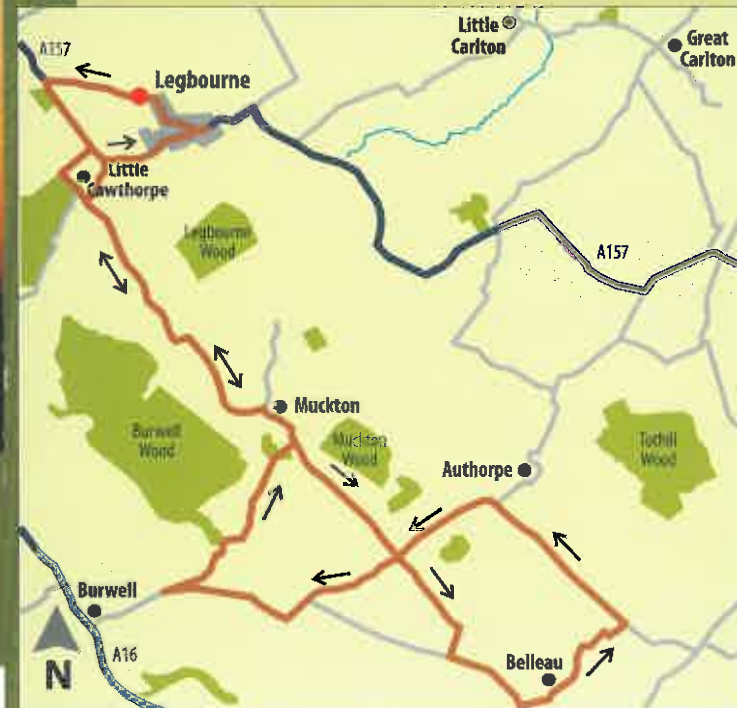 Little
Carlton
Great
Carlton
A157
Legbourne
Little
Cawthorpe
Legbourne
Wood
A157
Muckton
Burwell
Wood
Muckton
Wood
Authorpe
Tothill
Wood
Burwell
A16
N
Belleau